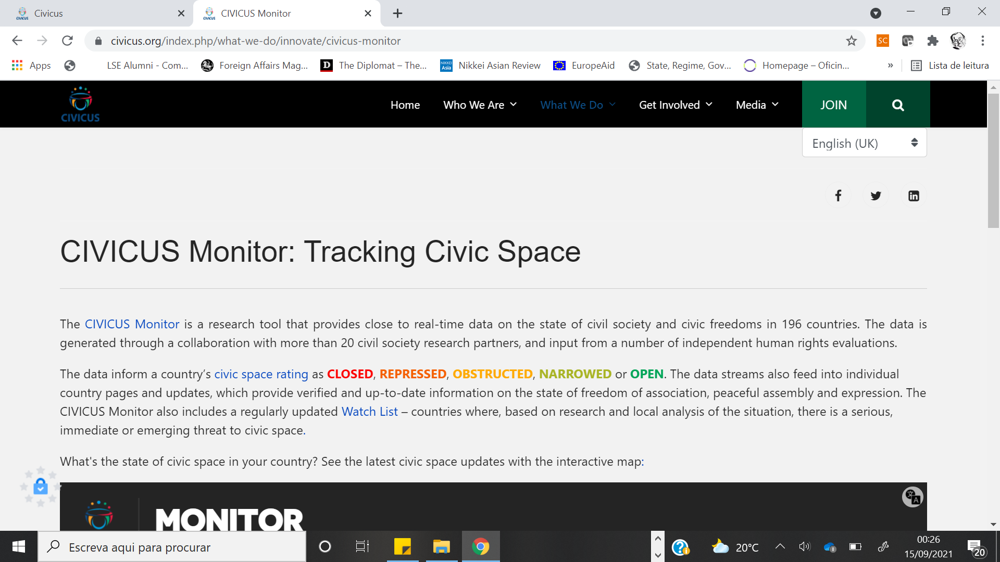 Civicus
CIVICUS Monitor
civicus.org/index.php/what-we-do/innovate/civicus-monitor
SC
Apps
LSE Alumni - Com...
Foreign Affairs Mag...
D
The Diplomat – The...
NIKKEI Asia
Nikkei Asian Review
EuropeAid
State, Regime, Gov...
Homepage – Oficin...
»
Lista de leitura
CIVICUS
Home
Who We Are
What We Do
Get Involved
Media
JOIN
English (UK)
CIVICUS Monitor: Tracking Civic Space
The CIVICUS Monitor is a research tool that provides close to real-time data on the state of civil society and civic freedoms in 196 countries. The data is
generated through a collaboration with more than 20 civil society research partners, and input from a number of independent human rights evaluations.
The data inform a country’s civic space rating as CLOSED, REPRESSED, OBSTRUCTED, NARROWED or OPEN. The data streams also feed into individual
country pages and updates, which provide verified and up-to-date information on the state of freedom of association, peaceful assembly and expression. The
CIVICUS Monitor also includes a regularly updated Watch List – countries where, based on research and local analysis of the situation, there is a serious,
immediate or emerging threat to civic space.
What's the state of civic space in your country? See the latest civic space updates with the interactive map:
MONITOR
Escreva aqui para procurar
20°C
00:26
15/09/2021
20